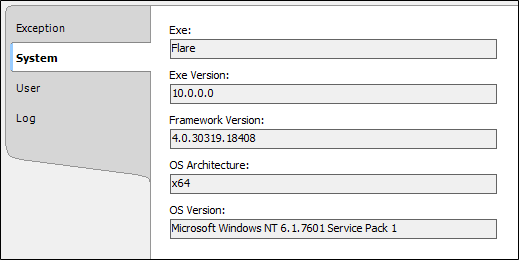 Exception
System
User
Log
Exe:
Flare
Exe Version:
10.0.0.0
Framework Version:
4.0.30319.18408
OS Architecture:
x64
OS Version:
Microsoft Windows NT 6.1.7601 Service Pack 1